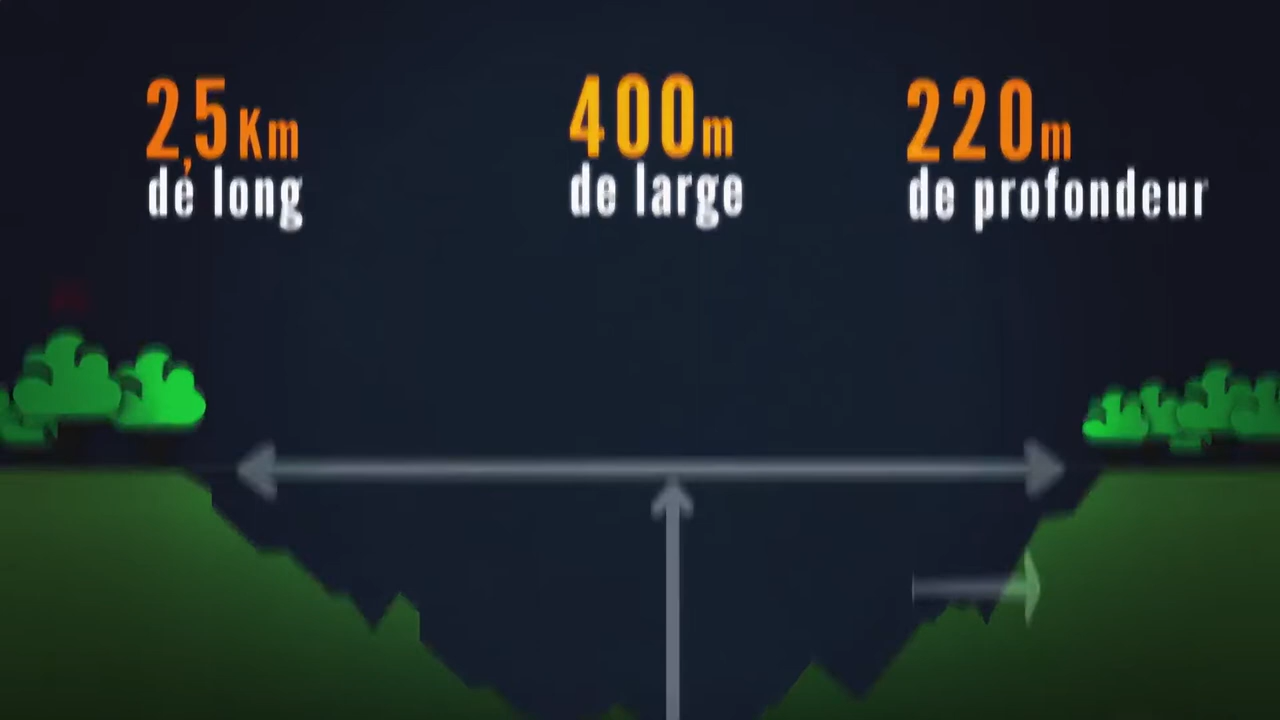 2,5Km
de long
400m
de large
220m
de profondeur